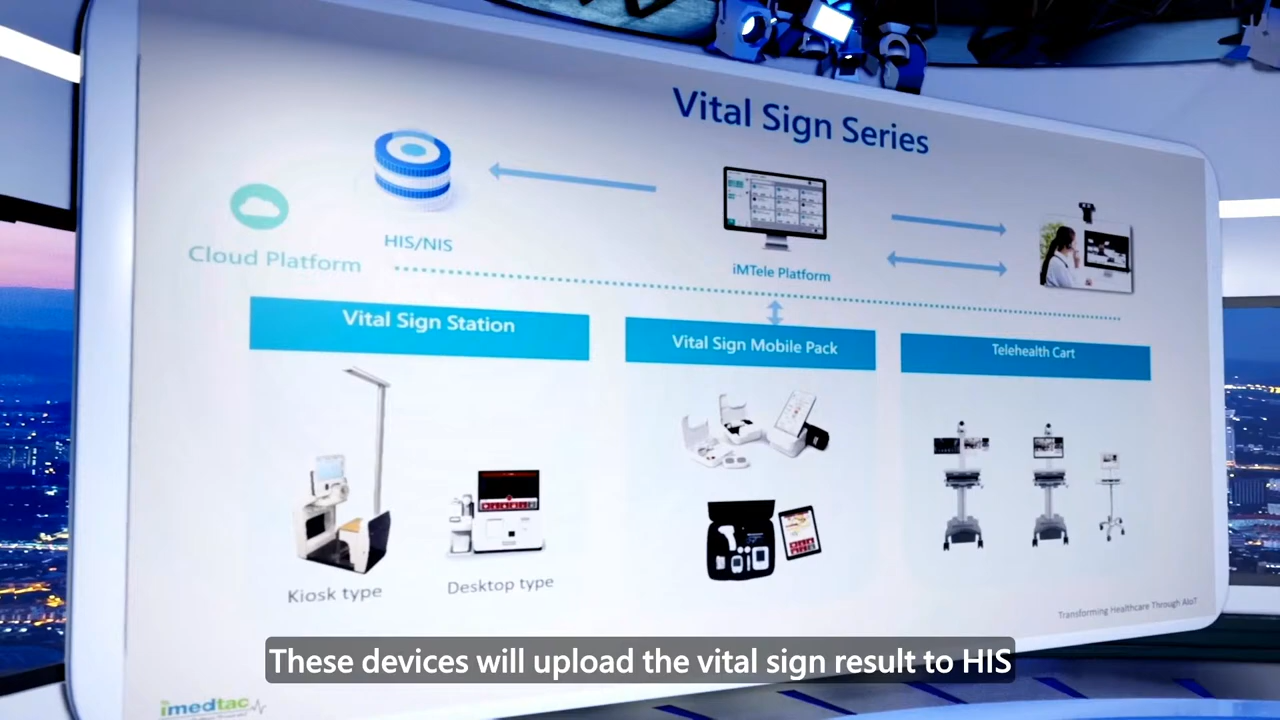 Vital Sign Series
HIS/NIS
Cloud Platform
iMTele Platform
Vital Sign Station
Vital Sign Mobile Pack
Telehealth Cart
Kiosk type
Desktop type
Transforming Healthcare Through AIoT
These devices will upload the vital sign result to HIS
imedtac